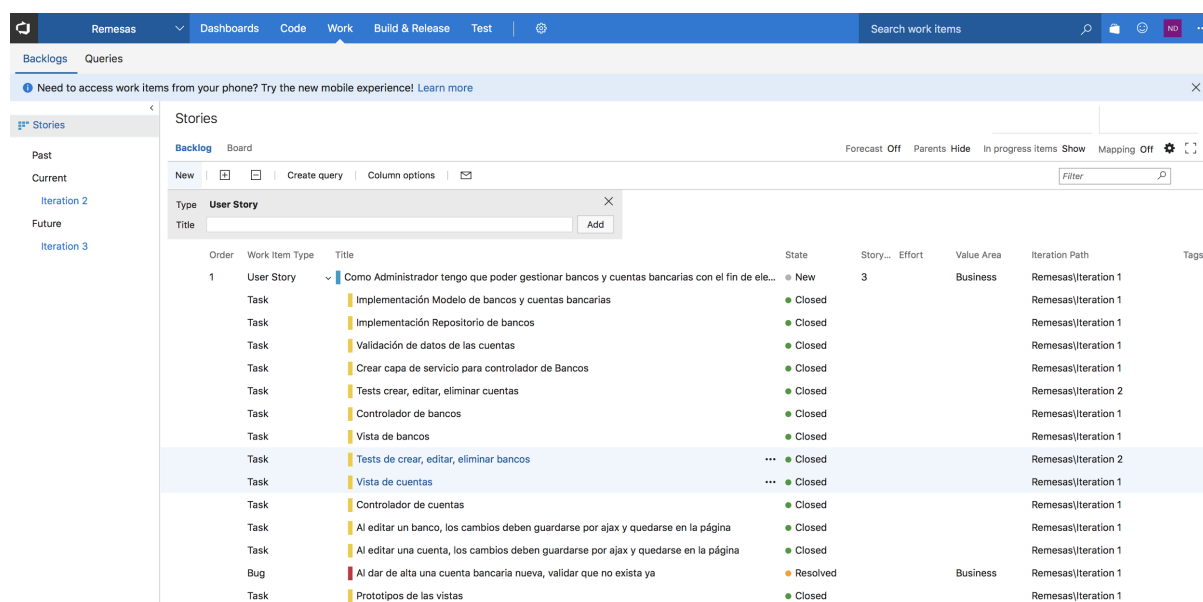 Remesas Dashboards Code Work Build & Release Test Search work items ND
Backlogs Queries
Need to access work items from your phone? Try the new mobile experience! Learn more
Stories
Past
Current
Iteration 2
Future
Iteration 3
Stories
Backlog Board Forecast Off Parents Hide In progress items Show Mapping Off
New Create query Column options Filter
Type User Story
Title Add
Order Work Item Type Title State Story... Effort Value Area Iteration Path Tags
1 User Story Como Administrador tengo que poder gestionar bancos y cuentas bancarias con el fin de ele... New 3 Business Remesas\Iteration 1
Task Implementación Modelo de bancos y cuentas bancarias Closed Remesas\Iteration 1
Task Implementación Repositorio de bancos Closed Remesas\Iteration 1
Task Validación de datos de las cuentas Closed Remesas\Iteration 1
Task Crear capa de servicio para controlador de Bancos Closed Remesas\Iteration 1
Task Tests crear, editar, eliminar cuentas Closed Remesas\Iteration 2
Task Controlador de bancos Closed Remesas\Iteration 1
Task Vista de bancos Closed Remesas\Iteration 1
Task Tests de crear, editar, eliminar bancos ••• Closed Remesas\Iteration 2
Task Vista de cuentas ••• Closed Remesas\Iteration 1
Task Controlador de cuentas Closed Remesas\Iteration 1
Task Al editar un banco, los cambios deben guardarse por ajax y quedarse en la página Closed Remesas\Iteration 1
Task Al editar una cuenta, los cambios deben guardarse por ajax y quedarse en la página Closed Remesas\Iteration 1
Bug Al dar de alta una cuenta bancaria nueva, validar que no exista ya Resolved Business Remesas\Iteration 1
Task Prototipos de las vistas Closed Remesas\Iteration 1